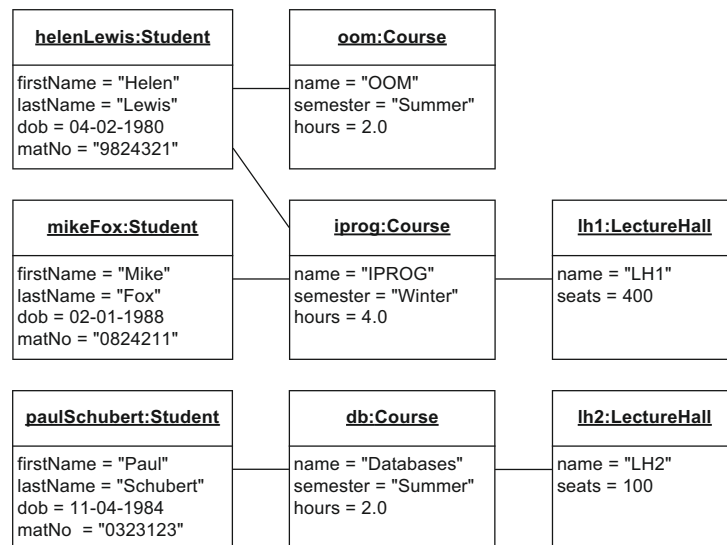 helenLewis:Student
firstName = "Helen"
lastName = "Lewis"
dob = 04-02-1980
matNo = "9824321"
oom:Course
name = "OOM"
semester = "Summer"
hours = 2.0
mikeFox:Student
firstName = "Mike"
lastName = "Fox"
dob = 02-01-1988
matNo = "0824211"
iprog:Course
name = "IPROG"
semester = "Winter"
hours = 4.0
lh1:LectureHall
name = "LH1"
seats = 400
paulSchubert:Student
firstName = "Paul"
lastName = "Schubert"
dob = 11-04-1984
matNo  = "0323123"
db:Course
name = "Databases"
semester = "Summer"
hours = 2.0
lh2:LectureHall
name = "LH2"
seats = 100